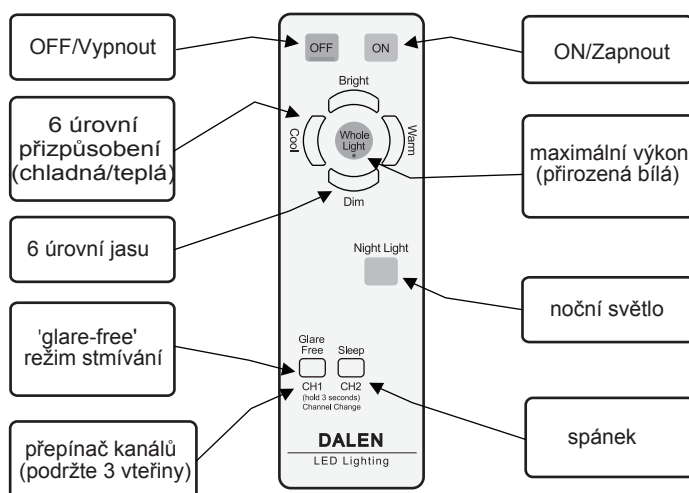 OFF/Vypnout
6 úrovní
přizpůsobení
(chladná/teplá)
6 úrovní jasu
'glare-free'
režim stmívání
přepínač kanálů
(podržte 3 vteřiny)
OFF
ON
Bright
Cool
Whole
Light
Warm
Dim
Night Light
Glare
Free
Sleep
CH1
CH2
(hold 3 seconds)
Channel Change
DALEN
LED Lighting
ON/Zapnout
maximální výkon
(přirozená bílá)
noční světlo
spánek